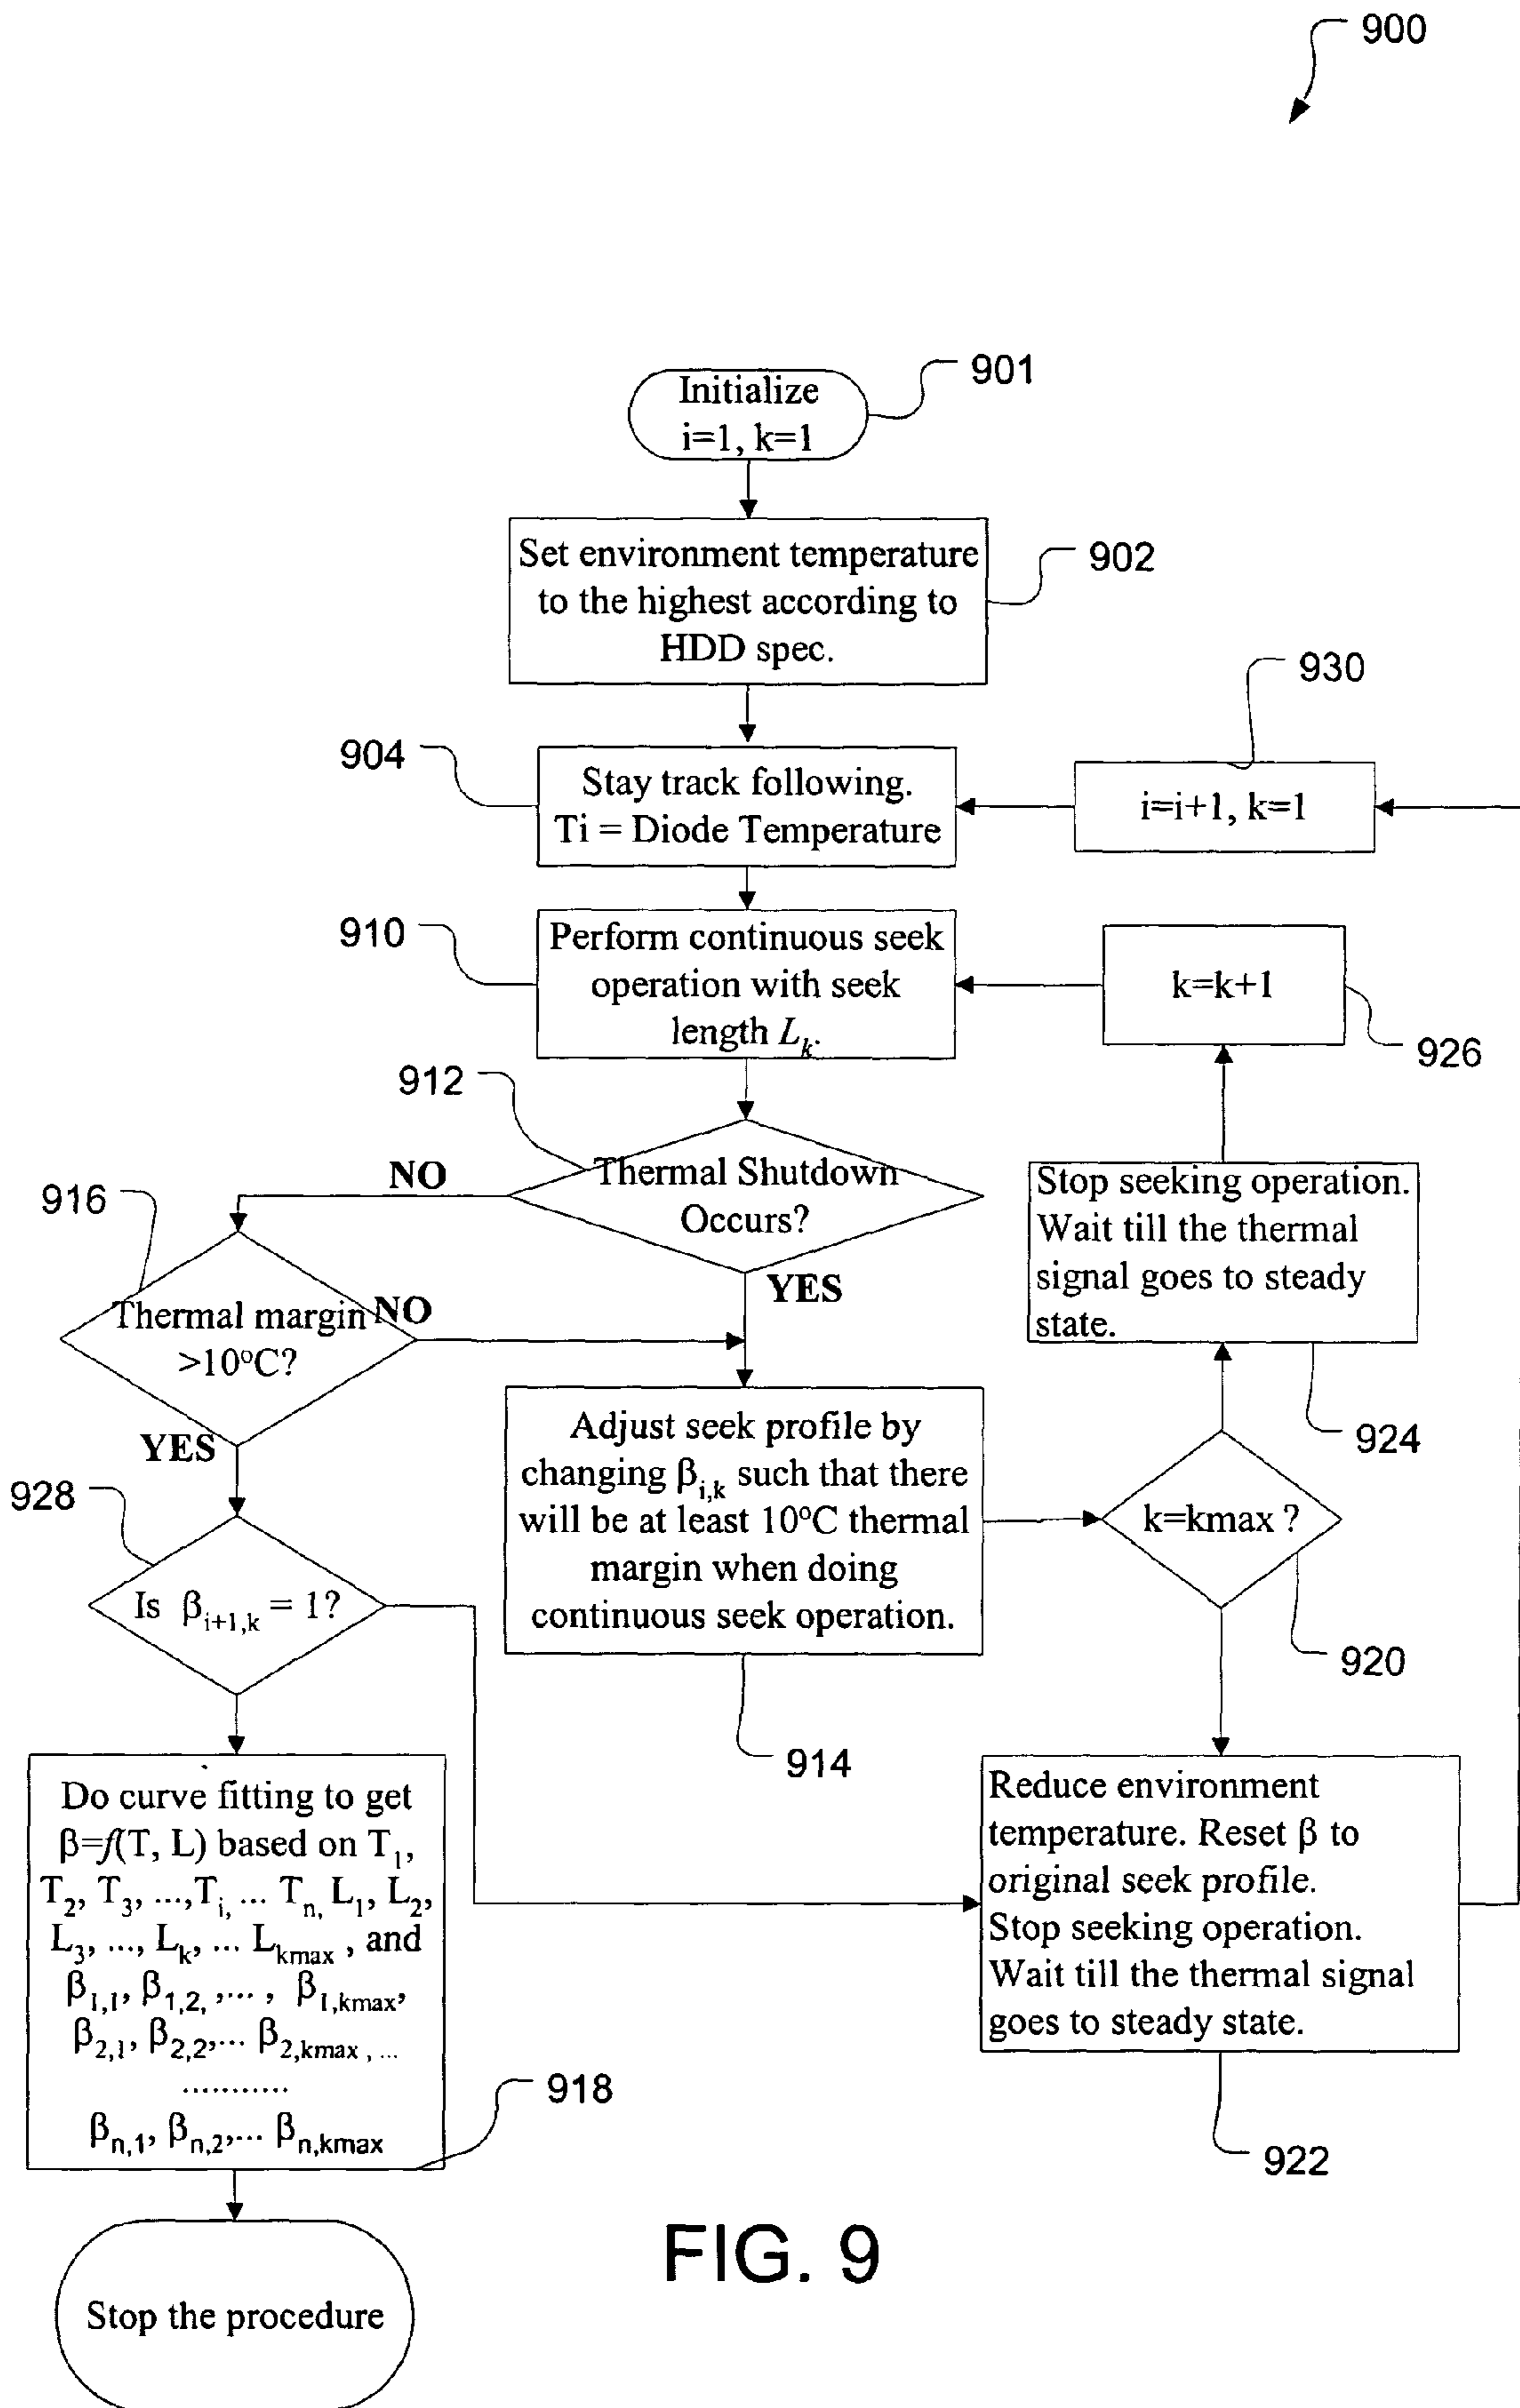 900
Initialize
i=1, k=1
901
Set environment temperature
to the highest according to
HDD spec.
902
930
904
Stay track following.
Ti = Diode Temperature
i=i+1, k=1
910
Perform continuous seek
operation with seek
length Lk.
k=k+1
926
912
Thermal Shutdown
Occurs?
NO
YES
916
Thermal margin
>10°C?
NO
YES
Stop seeking operation.
Wait till the thermal
signal goes to steady
state.
924
928
Is βi+1,k = 1?
Adjust seek profile by
changing βi,k such that there
will be at least 10°C thermal
margin when doing
continuous seek operation.
914
k=kmax ?
920
Do curve fitting to get
β=f(T, L) based on T1,
T2, T3, ...,Ti, ... Tn, L1, L2,
L3, ..., Lk, ... Lkmax , and
β1,1, β1,2, ,... , β1,kmax,
β2,1, β2,2,... β2,kmax , ...
...........
βn,1, βn,2,... βn,kmax
918
Reduce environment
temperature. Reset β to
original seek profile.
Stop seeking operation.
Wait till the thermal signal
goes to steady state.
922
Stop the procedure
FIG. 9